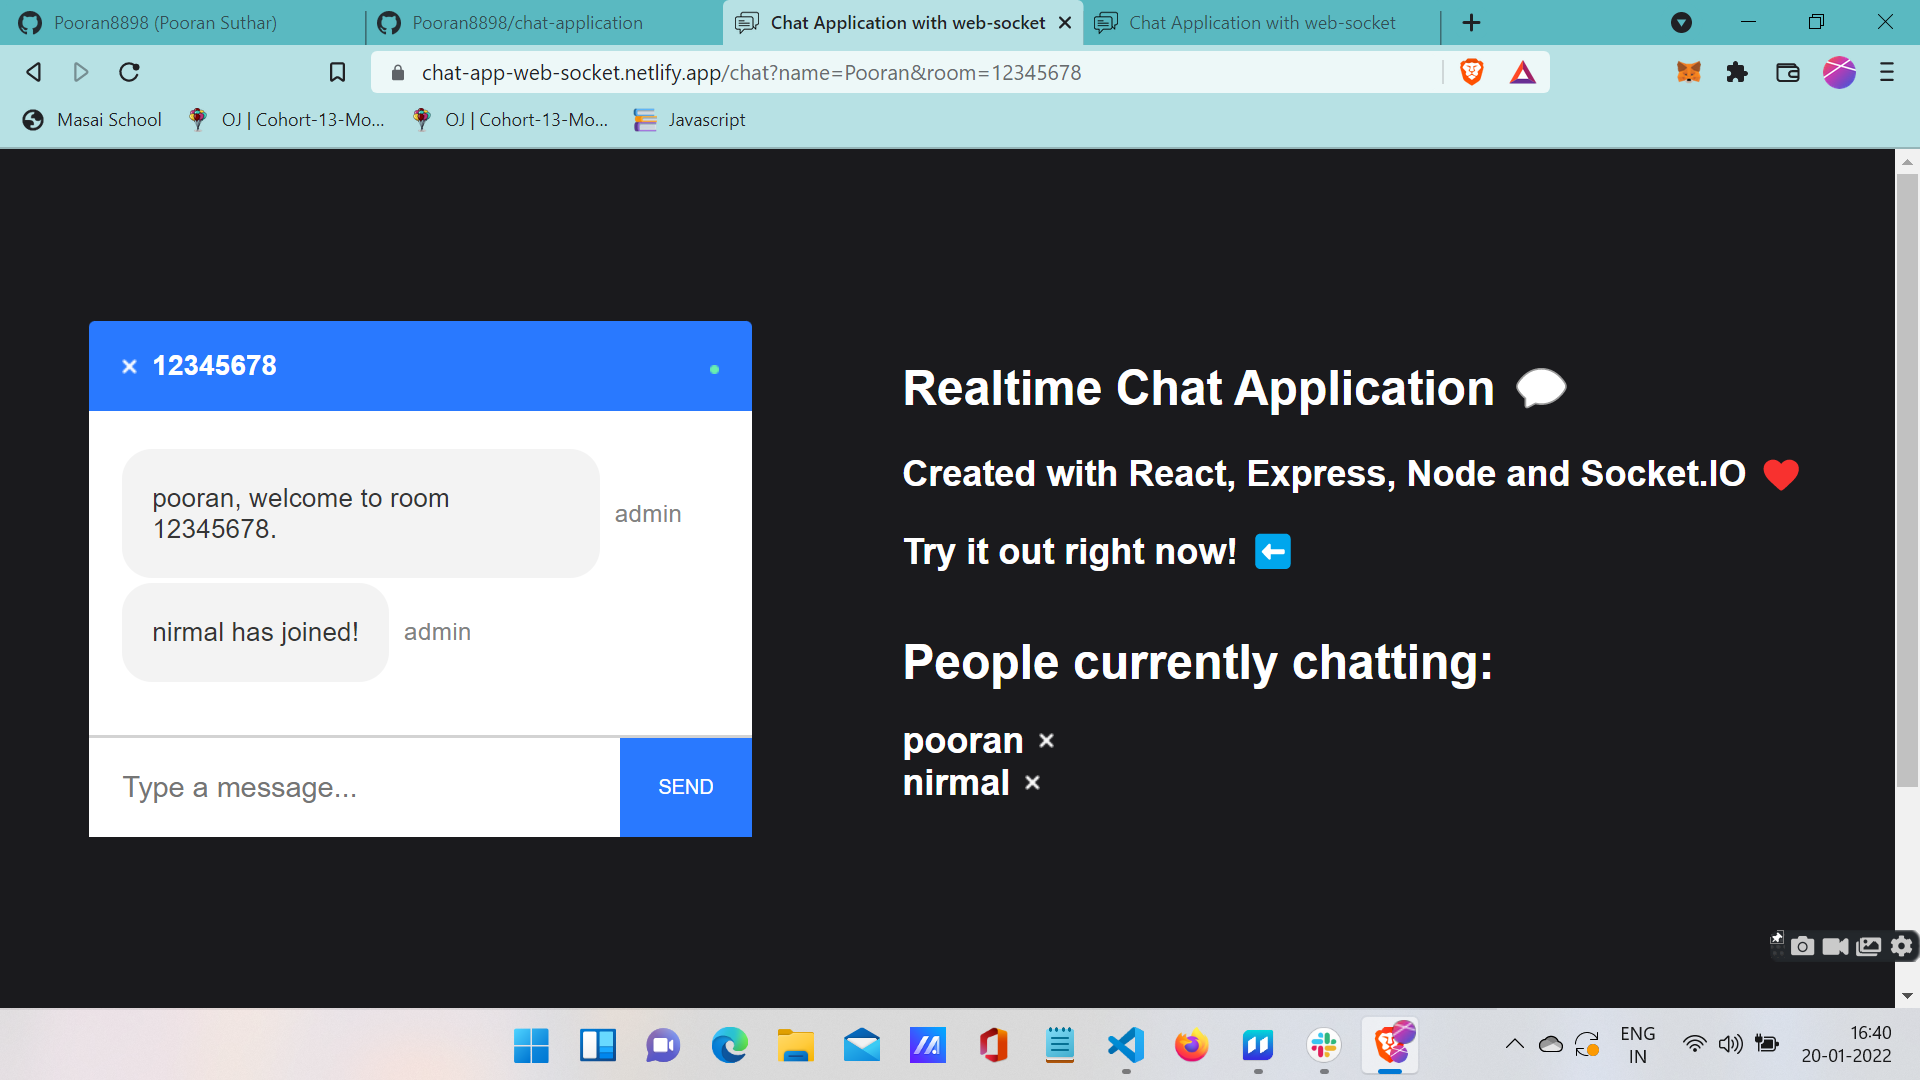 Pooran8898 (Pooran Suthar)
Pooran8898/chat-application
Chat Application with web-socket
Chat Application with web-socket
chat-app-web-socket.netlify.app/chat?name=Pooran&room=12345678
Masai School
OJ | Cohort-13-Mo...
OJ | Cohort-13-Mo...
Javascript
12345678
pooran, welcome to room
12345678.
admin
nirmal has joined!
admin
Type a message...
SEND
Realtime Chat Application
Created with React, Express, Node and Socket.IO
Try it out right now!
People currently chatting:
pooran
nirmal
ENG
IN
16:40
20-01-2022